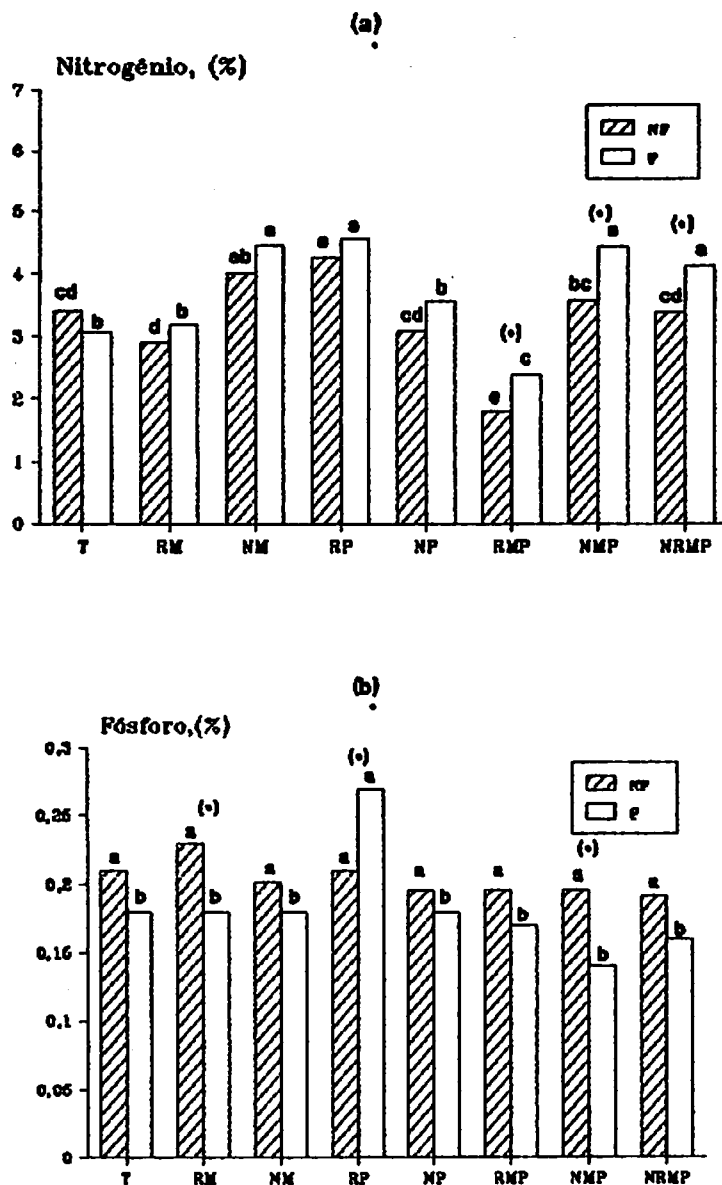 (a)
Nitrogênio, (%)
7
6
5
4
3
2
1
0
NF
F
cd b
d b
ab a
a a
cd b
(•)
e c
(•)
bc a
(•)
cd a
T RM NM RP NP RMP NMP NRMP
(b)
Fósforo,(%)
0,3
0,25
0,2
0,15
0,1
0,05
0
NF
F
a b
(•)
a b
a b
(•)
a a
a b
a b
(•)
a b
a b
T RM NM RP NP RMP NMP NRMP